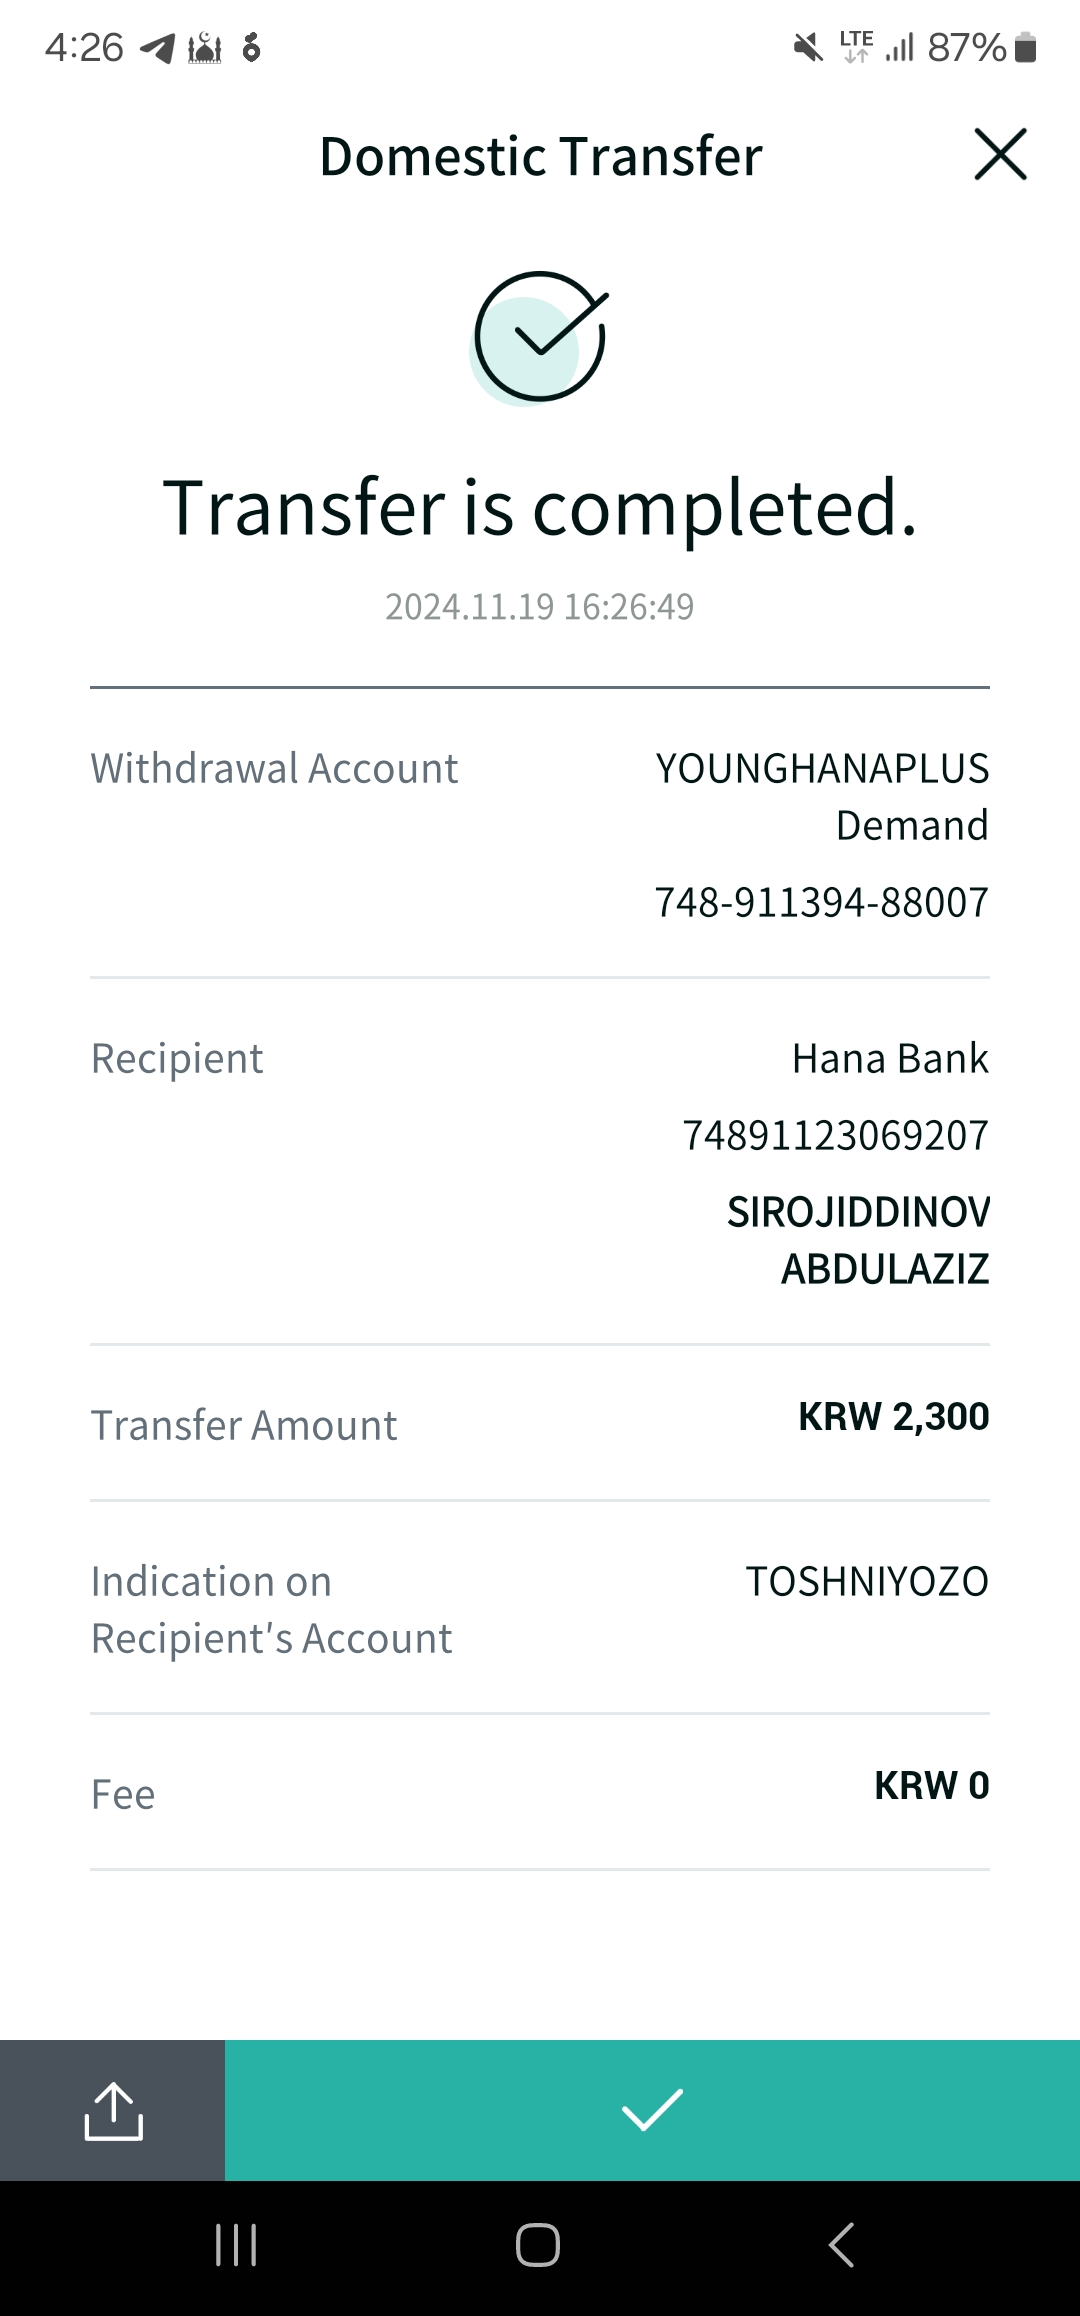 4:26
LTE 87%
Domestic Transfer
Transfer is completed.
2024.11.19 16:26:49
Withdrawal Account YOUNGHANAPLUS
Demand
748-911394-88007
Recipient Hana Bank
74891123069207
SIROJIDDINOV
ABDULAZIZ
Transfer Amount KRW 2,300
Indication on TOSHNIYOZO
Recipient's Account
Fee KRW 0